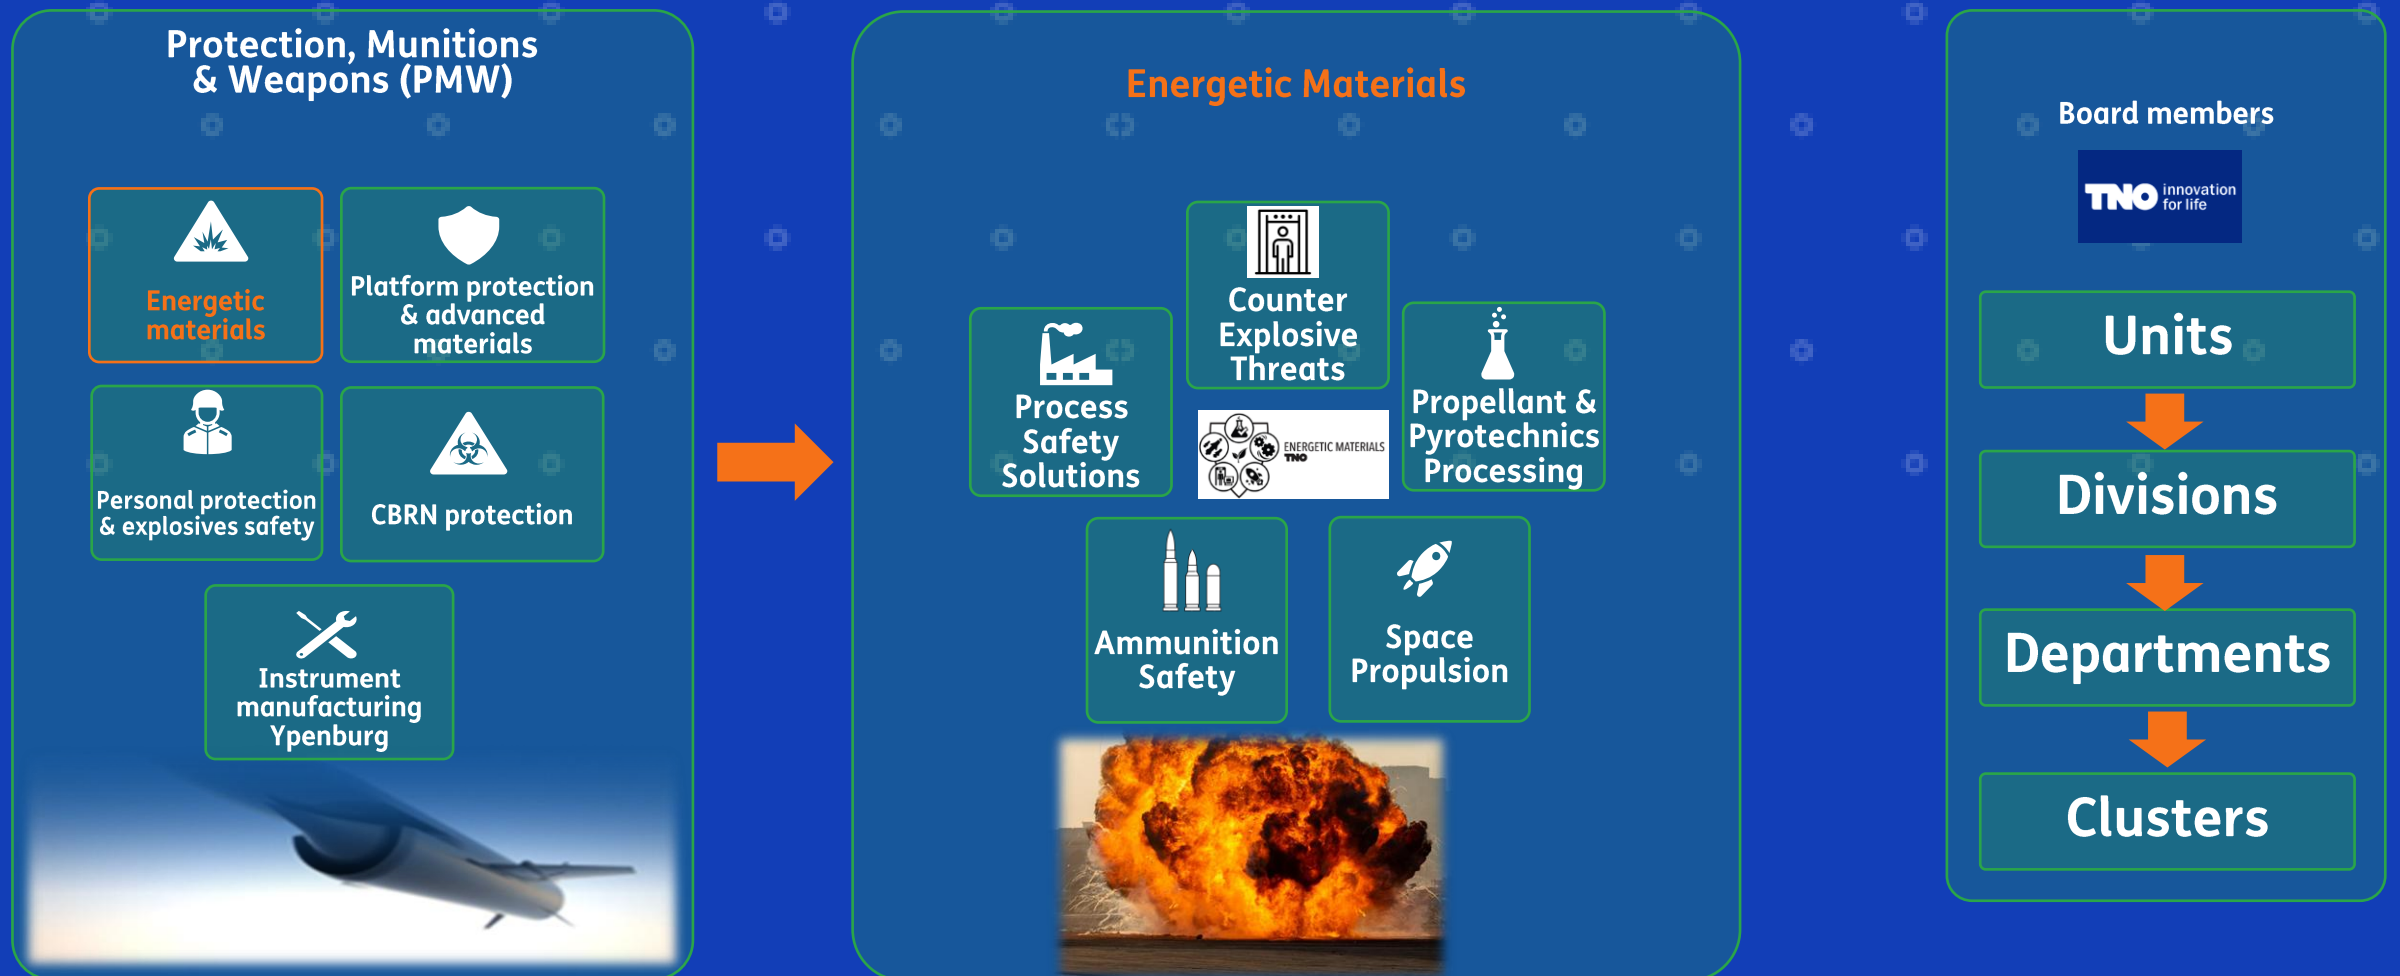 Protection, Munitions
& Weapons (PMW)
Energetic
materials
Platform protection
& advanced
materials
Personal protection
& explosives safety
CBRN protection
Instrument
manufacturing
Ypenburg
Energetic Materials
Counter
Explosive
Threats
Process
Safety
Solutions
Propellant &
Pyrotechnics
Processing
ENERGETIC MATERIALS
TNO
Ammunition
Safety
Space
Propulsion
Board members
TNO innovation
for life
Units
Divisions
Departments
Clusters